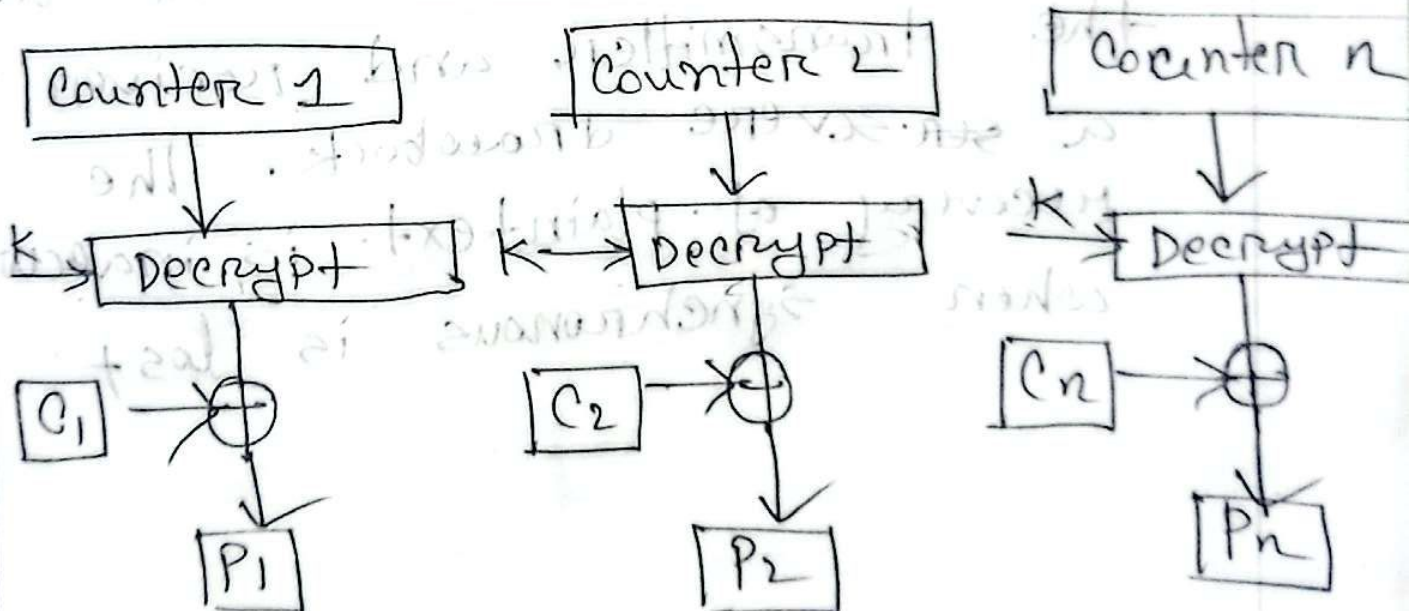 Counter 1 Counter 2 Counter n
K Decrypt K Decrypt K Decrypt
C1 C2 Cn
P1 P2 Pn